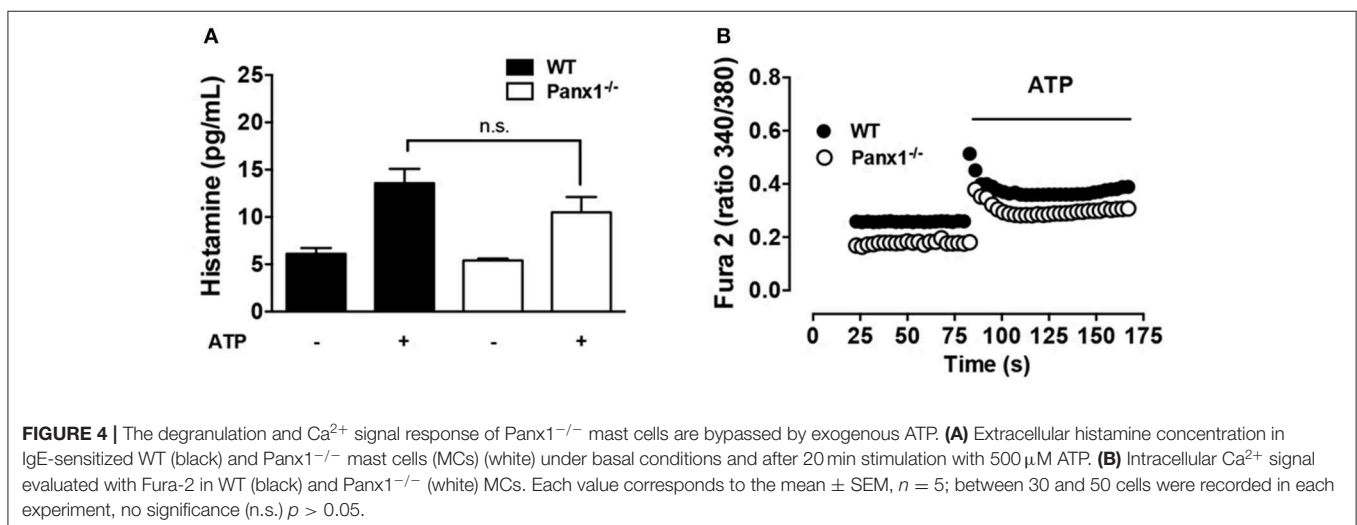 A
Histamine (pg/mL)
25
20
15
10
5
0
WT
Panx1⁻/⁻
n.s.
ATP - + - +
B
Fura 2 (ratio 340/380)
0.8
0.6
0.4
0.2
0.0
ATP
WT
Panx1⁻/⁻
0 25 50 75 100 125 150 175
Time (s)
FIGURE 4 | The degranulation and Ca²⁺ signal response of Panx1⁻/⁻ mast cells are bypassed by exogenous ATP. (A) Extracellular histamine concentration in
IgE-sensitized WT (black) and Panx1⁻/⁻ mast cells (MCs) (white) under basal conditions and after 20 min stimulation with 500 μM ATP. (B) Intracellular Ca²⁺ signal
evaluated with Fura-2 in WT (black) and Panx1⁻/⁻ (white) MCs. Each value corresponds to the mean ± SEM, n = 5; between 30 and 50 cells were recorded in each
experiment, no significance (n.s.) p > 0.05.